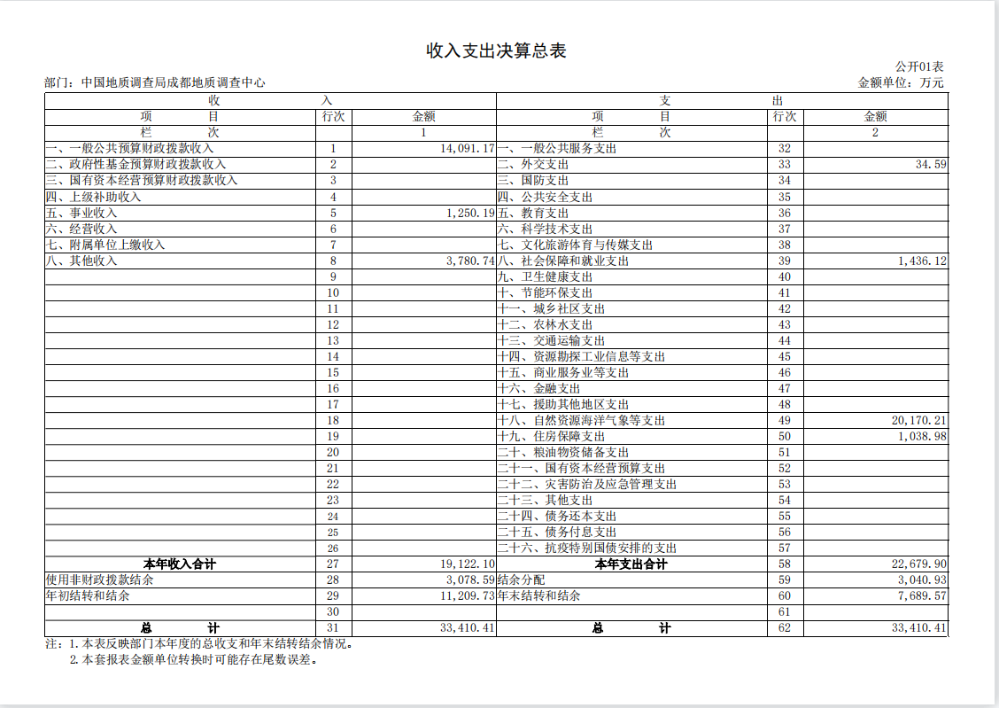 收入支出决算总表
公开01表
部门：中国地质调查局成都地质调查中心 金额单位：万元
收 入 支 出
项 目 行次 金额 项 目 行次 金额
栏 次 1 栏 次 2
一、一般公共预算财政拨款收入 1 14,091.17 一、一般公共服务支出 32
二、政府性基金预算财政拨款收入 2 二、外交支出 33 34.59
三、国有资本经营预算财政拨款收入 3 三、国防支出 34
四、上级补助收入 4 四、公共安全支出 35
五、事业收入 5 1,250.19 五、教育支出 36
六、经营收入 6 六、科学技术支出 37
七、附属单位上缴收入 7 七、文化旅游体育与传媒支出 38
八、其他收入 8 3,780.74 八、社会保障和就业支出 39 1,436.12
9 九、卫生健康支出 40
10 十、节能环保支出 41
11 十一、城乡社区支出 42
12 十二、农林水支出 43
13 十三、交通运输支出 44
14 十四、资源勘探工业信息等支出 45
15 十五、商业服务业等支出 46
16 十六、金融支出 47
17 十七、援助其他地区支出 48
18 十八、自然资源海洋气象等支出 49 20,170.21
19 十九、住房保障支出 50 1,038.98
20 二十、粮油物资储备支出 51
21 二十一、国有资本经营预算支出 52
22 二十二、灾害防治及应急管理支出 53
23 二十三、其他支出 54
24 二十四、债务还本支出 55
25 二十五、债务付息支出 56
26 二十六、抗疫特别国债安排的支出 57
本年收入合计 27 19,122.10 本年支出合计 58 22,679.90
使用非财政拨款结余 28 3,078.59 结余分配 59 3,040.93
年初结转和结余 29 11,209.73 年末结转和结余 60 7,689.57
30 61
总 计 31 33,410.41 总 计 62 33,410.41
注：1.本表反映部门本年度的总收支和年末结转结余情况。
2.本套报表金额单位转换时可能存在尾数误差。